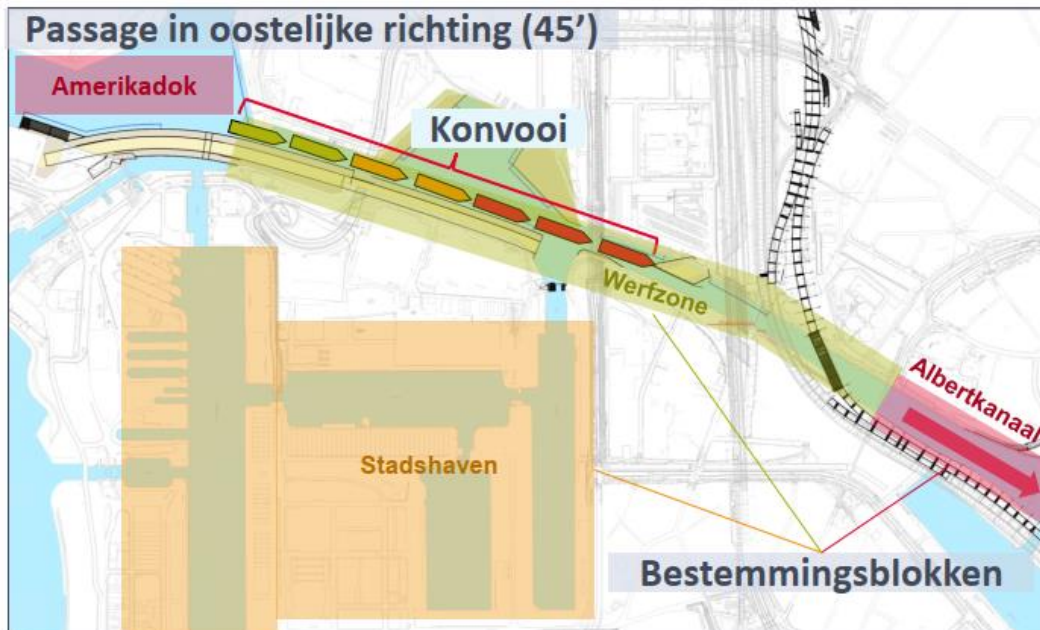 Passage in oostelijke richting (45’)
Amerikadok
Konvooi
Werfzone
Albertkanaal
Stadshaven
Bestemmingsblokken